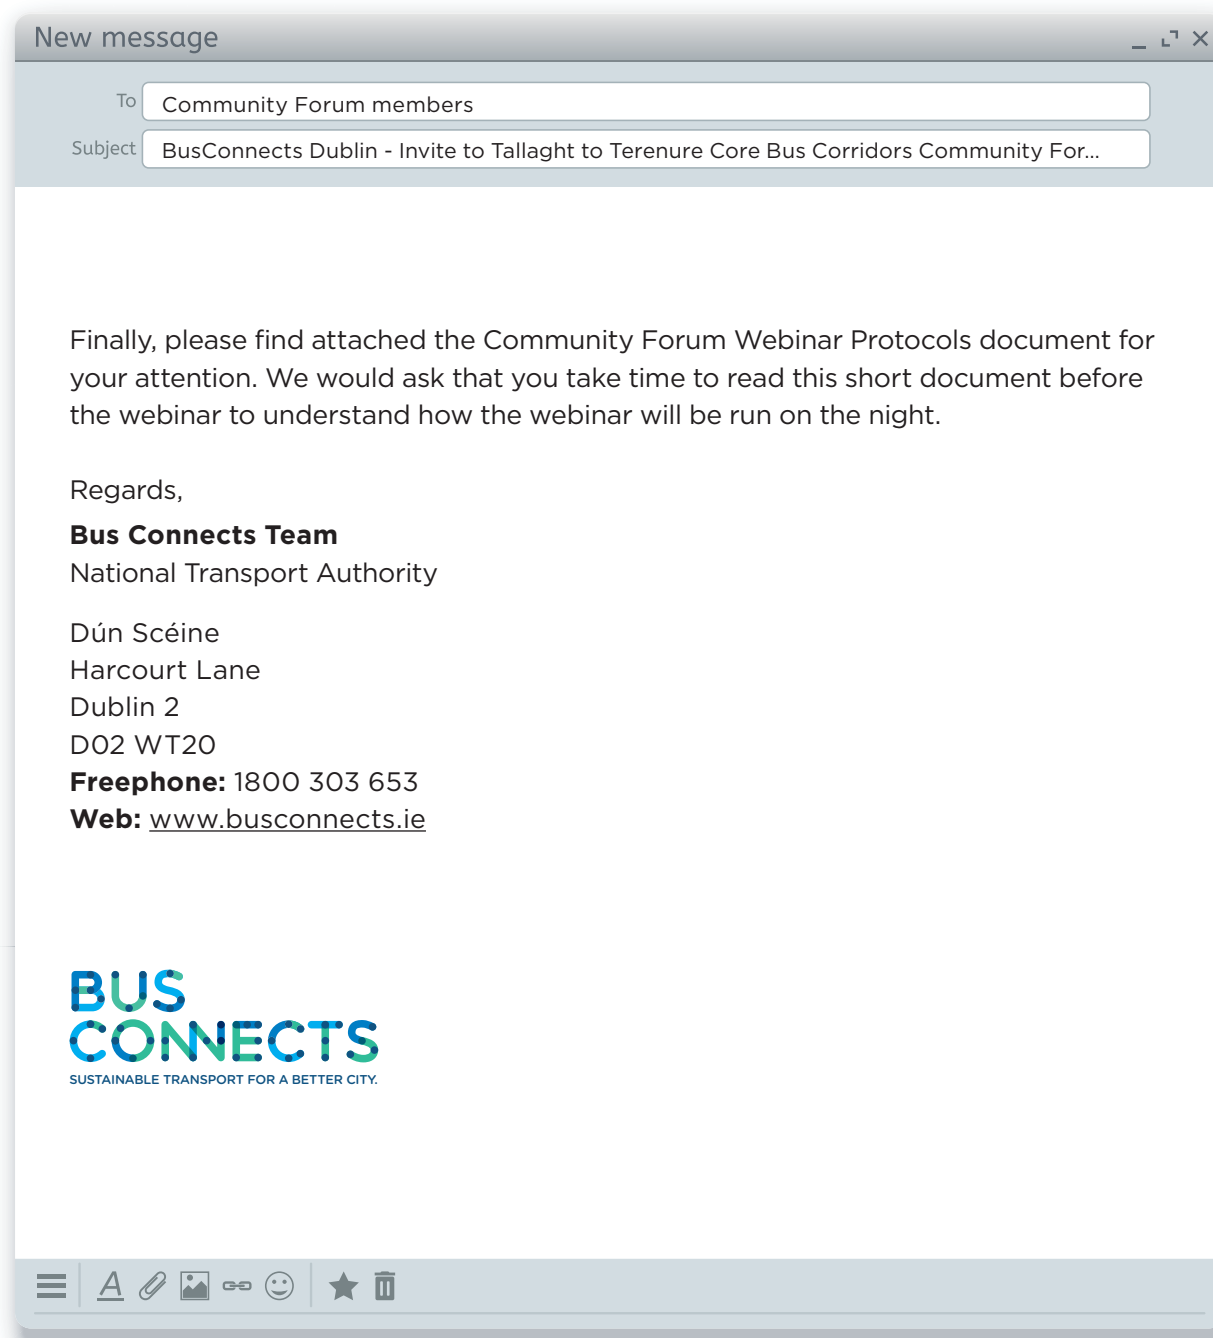 New message
To
Community Forum members
Subject
BusConnects Dublin - Invite to Tallaght to Terenure Core Bus Corridors Community For...
Finally, please find attached the Community Forum Webinar Protocols document for
your attention. We would ask that you take time to read this short document before
the webinar to understand how the webinar will be run on the night.
Regards,
Bus Connects Team
National Transport Authority
Dún Scéine
Harcourt Lane
Dublin 2
D02 WT20
Freephone: 1800 303 653
Web: www.busconnects.ie
BUS
CONNECTS
SUSTAINABLE TRANSPORT FOR A BETTER CITY.
A